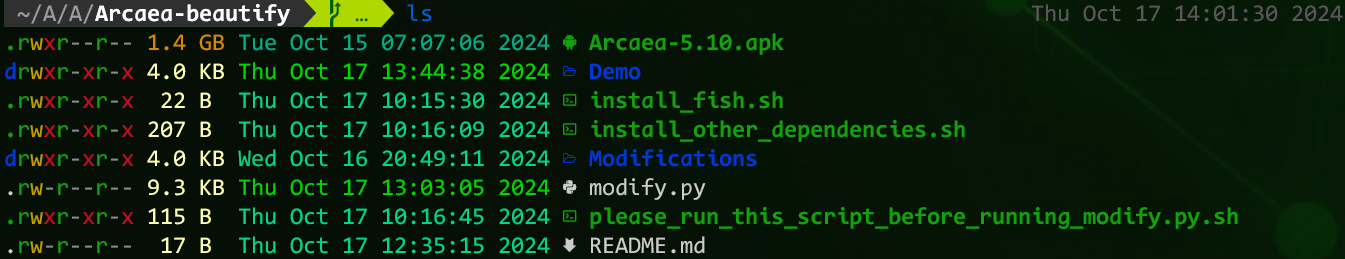 ~/A/A/Arcaea-beautify … ls Thu Oct 17 14:01:30 2024
.rwxr--r-- 1.4 GB Tue Oct 15 07:07:06 2024 Arcaea-5.10.apk
drwxr-xr-x 4.0 KB Thu Oct 17 13:44:38 2024 Demo
.rwxr-xr-x 22 B Thu Oct 17 10:15:30 2024 install_fish.sh
.rwxr-xr-x 207 B Thu Oct 17 10:16:09 2024 install_other_dependencies.sh
drwxr-xr-x 4.0 KB Wed Oct 16 20:49:11 2024 Modifications
.rw-r--r-- 9.3 KB Thu Oct 17 13:03:05 2024 modify.py
.rwxr-xr-x 115 B Thu Oct 17 10:16:45 2024 please_run_this_script_before_running_modify.py.sh
.rw-r--r-- 17 B Thu Oct 17 12:35:15 2024 README.md